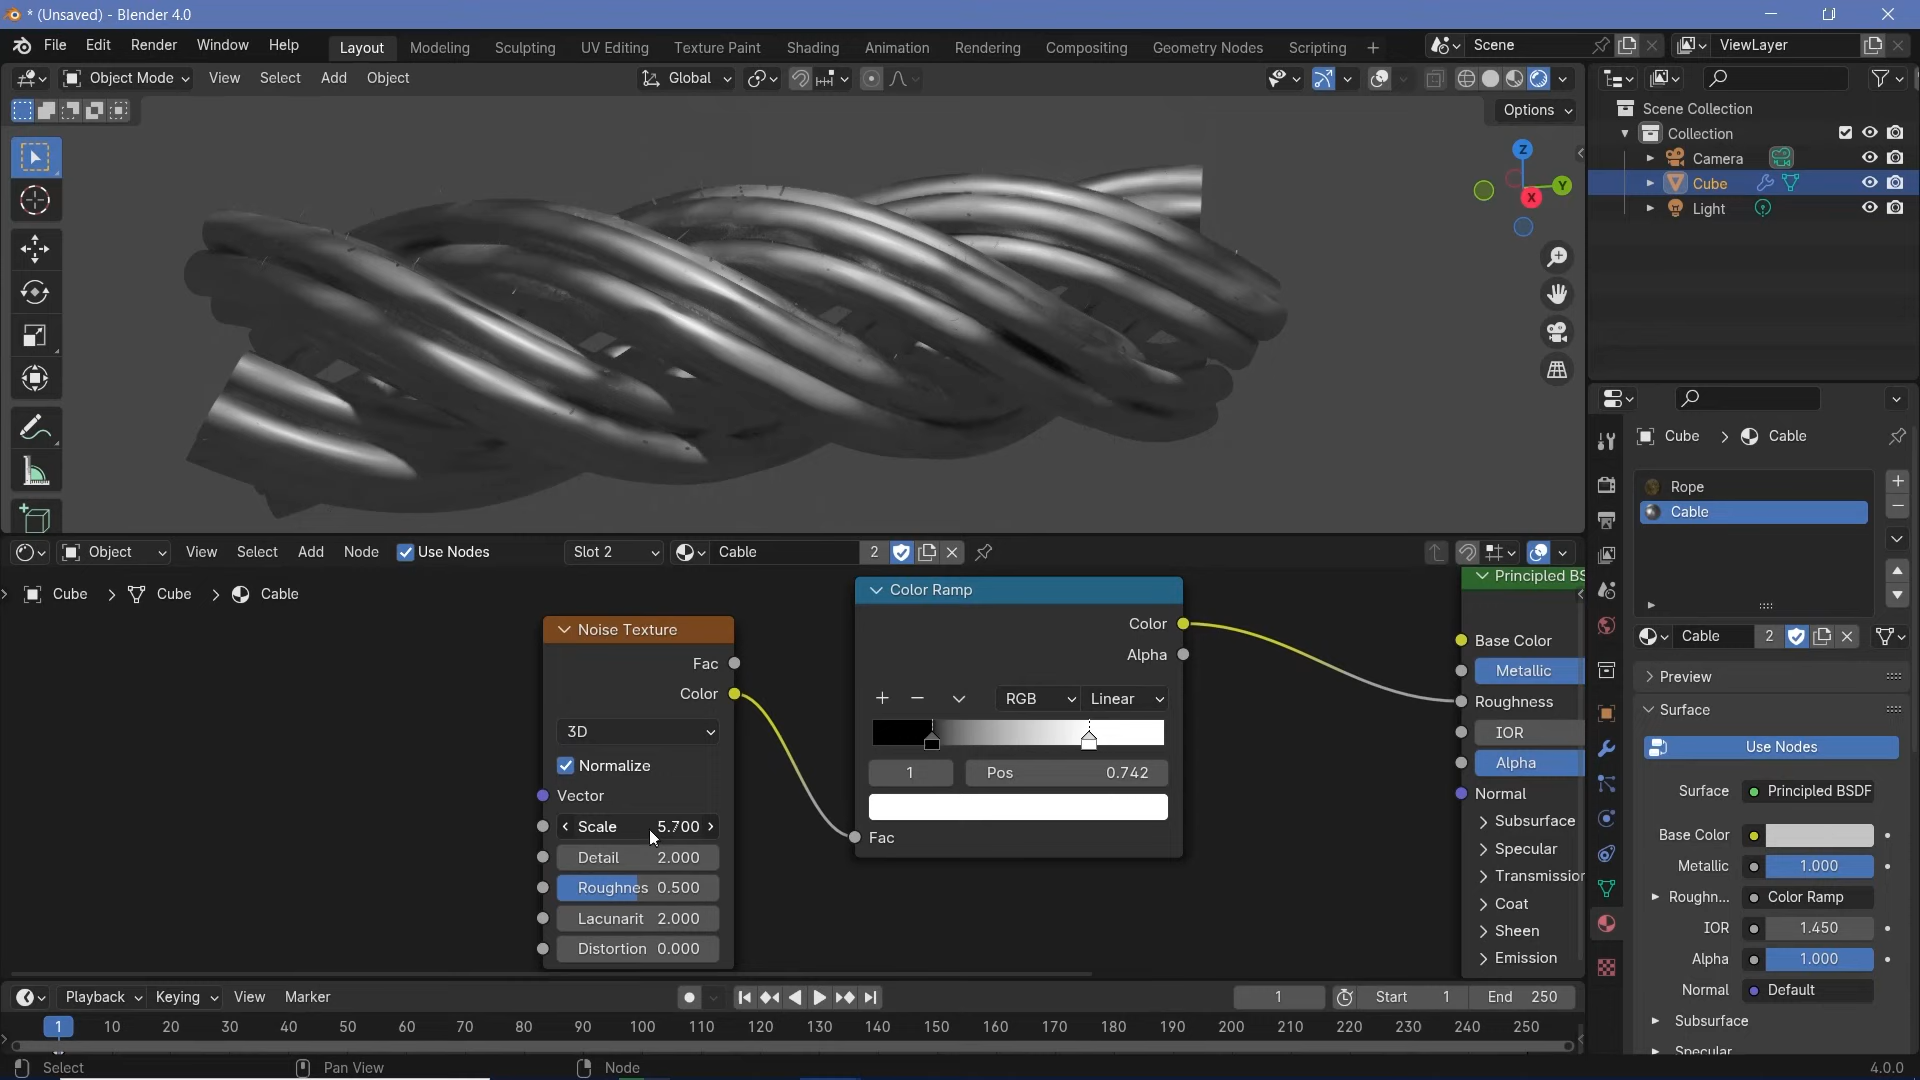 * (Unsaved) - Blender 4.0
File Edit Render Window Help Layout Modeling Sculpting UV Editing Texture Paint Shading Animation Rendering Compositing Geometry Nodes Scripting + Scene ViewLayer
Object Mode View Select Add Object Global
Options
Z
Y
X
Scene Collection
Collection
Camera
Cube
Light
Cube > Cable
Rope
Cable
Object View Select Add Node Use Nodes Slot 2 Cable 2
Cube > Cube > Cable
Noise Texture
Fac
Color
3D
Normalize
Vector
Scale 5.700
Detail 2.000
Roughnes 0.500
Lacunarit 2.000
Distortion 0.000
Color Ramp
Color
Alpha
RGB Linear
1 Pos 0.742
Fac
Principled BS
Base Color
Metallic
Roughness
IOR
Alpha
Normal
Subsurface
Specular
Transmission
Coat
Sheen
Emission
Cable 2
Preview
Surface
Use Nodes
Surface Principled BSDF
Base Color
Metallic 1.000
Roughn... Color Ramp
IOR 1.450
Alpha 1.000
Normal Default
Subsurface
Specular
Playback Keying View Marker 1 Start 1 End 250
1 10 20 30 40 50 60 70 80 90 100 110 120 130 140 150 160 170 180 190 200 210 220 230 240 250
Select Pan View Node 4.0.0